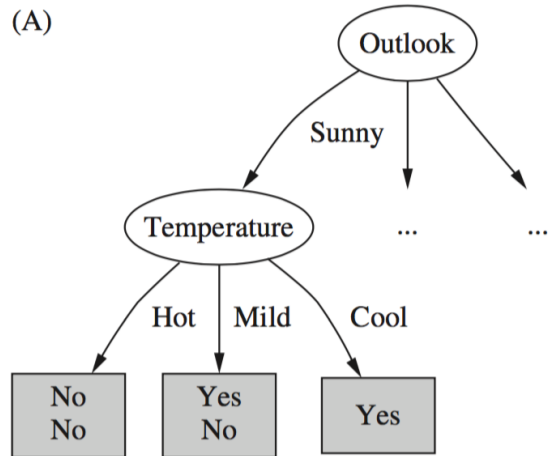 (A)
Outlook
Sunny
Temperature
...
...
Hot
Mild
Cool
No
No
Yes
No
Yes